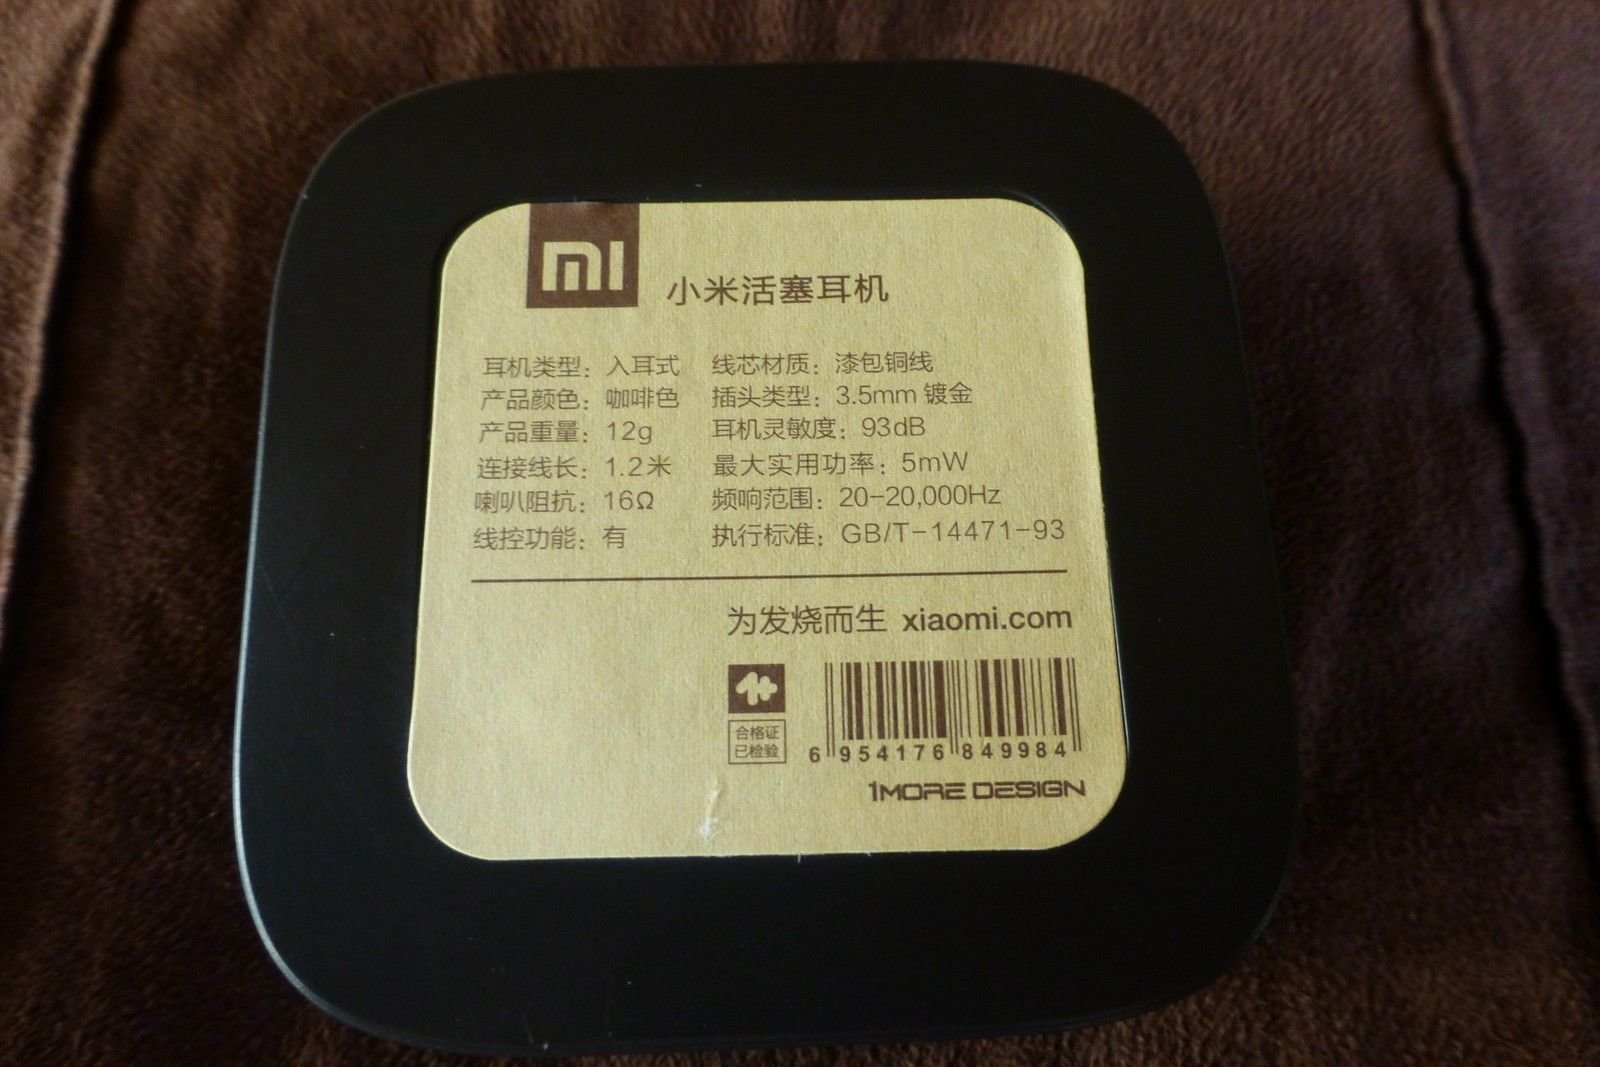 mi
小米活塞耳机
耳机类型：入耳式 线芯材质：漆包铜线
产品颜色：咖啡色 插头类型：3.5mm 镀金
产品重量：12g 耳机灵敏度：93dB
连接线长：1.2米 最大实用功率：5mW
喇叭阻抗：16Ω 频响范围：20-20,000Hz
线控功能：有 执行标准：GB/T-14471-93
为发烧而生 xiaomi.com
合格证
已检验
6 954176 849984
1MORE DESIGN